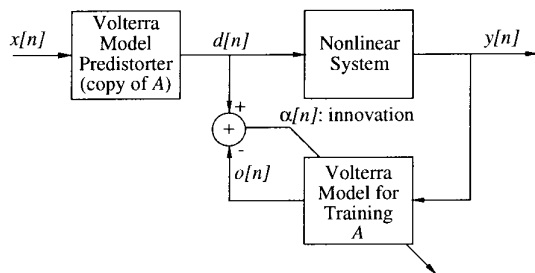 x[n]
Volterra
Model
Predistorter
(copy of A)
d[n]
Nonlinear
System
y[n]
+
+
-
α[n]: innovation
o[n]
Volterra
Model for
Training
A